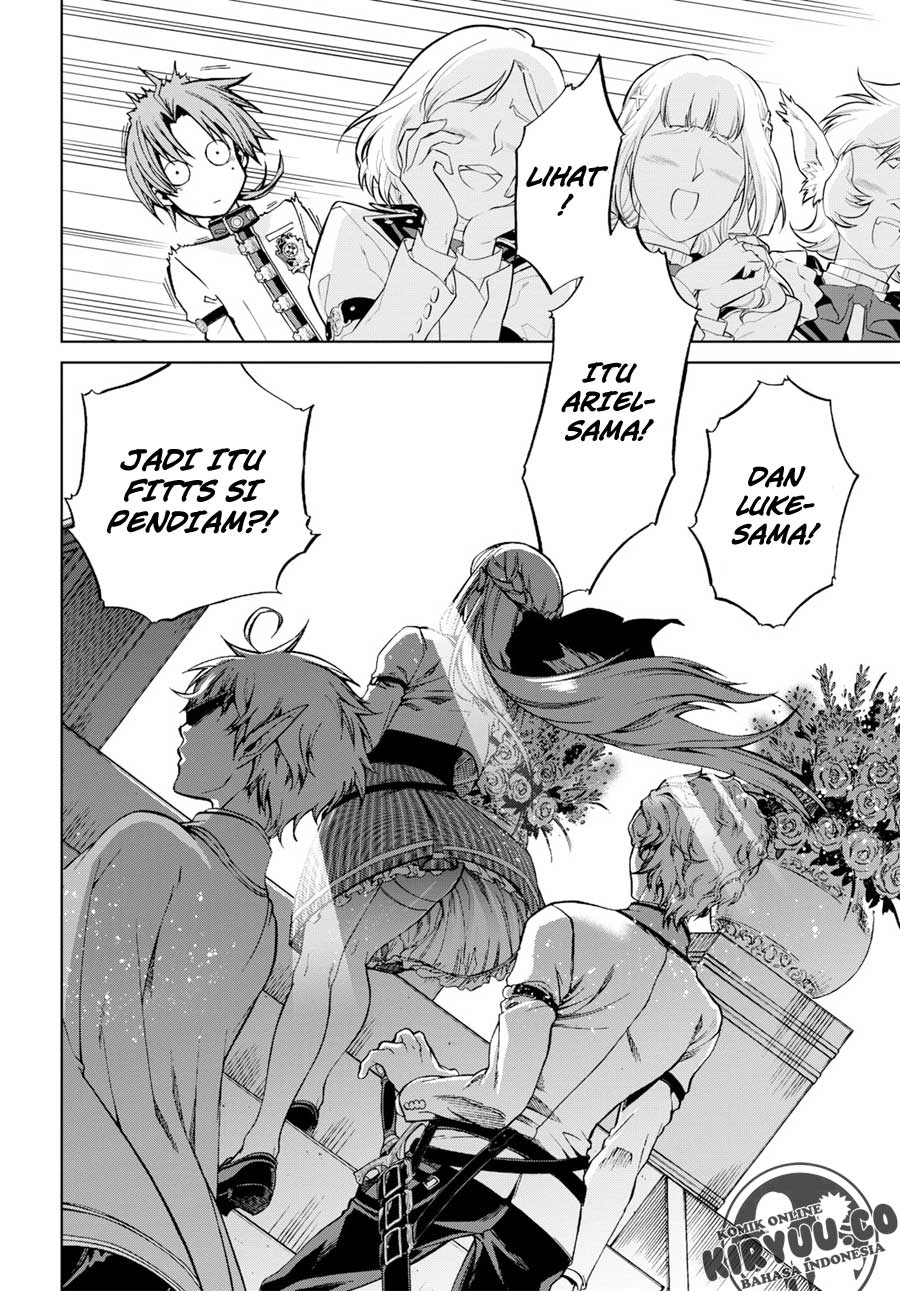 LIHAT
!
ITU
ARIEL-
SAMA!
DAN
LUKE-
SAMA!
JADI ITU
FITTS SI
PENDIAM?!
KOMIK ONLINE
KIRYUU.CO
BAHASA INDONESIA